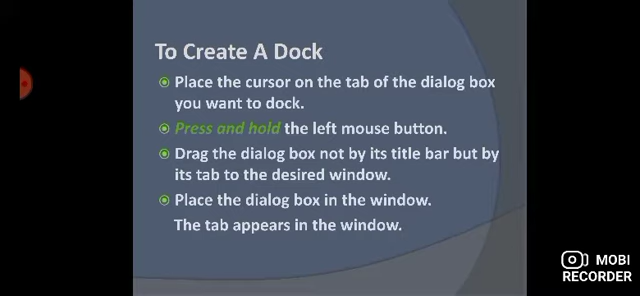 To Create A Dock
Place the cursor on the tab of the dialog box
you want to dock.
Press and hold the left mouse button.
Drag the dialog box not by its title bar but by
its tab to the desired window.
Place the dialog box in the window.
The tab appears in the window.
MOBI
RECORDER